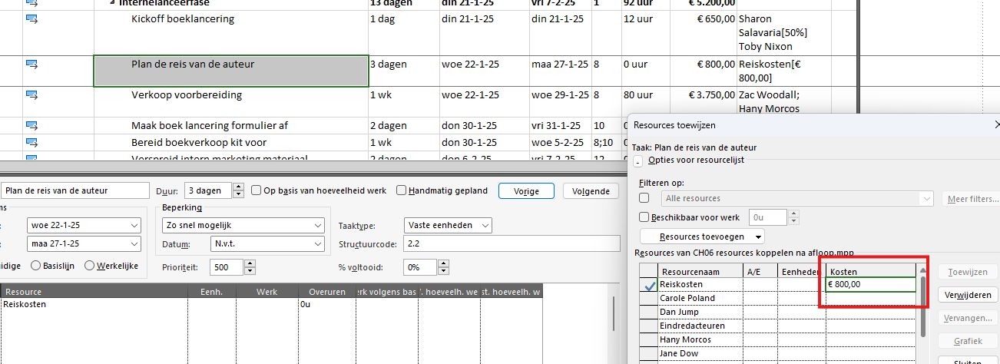 Internelanceerfase 13 dagen din 21-1-25 vri 7-2-25 1 92 uur € 5.200,00
Kickoff boeklancering 1 dag din 21-1-25 din 21-1-25 12 uur € 650,00 Sharon
Salavaria[50%]
Toby Nixon
Plan de reis van de auteur 3 dagen woe 22-1-25 maa 27-1-25 8 0 uur € 800,00 Reiskosten[€
800,00]
Verkoop voorbereiding 1 wk woe 22-1-25 woe 29-1-25 8 80 uur € 3.750,00 Zac Woodall;
Hany Morcos
Maak boek lancering formulier af 2 dagen don 30-1-25 vri 31-1-25 10
Bereid boekverkoop kit voor 1 wk don 30-1-25 woe 5-2-25 8;10
Verspreid intern marketing materiaal 2 dagen don 6-2-25 vri 7-2-25 12
Plan de reis van de auteur Duur: 3 dagen Op basis van hoeveelheid werk Handmatig gepland Vorige Volgende
Beperking
woe 22-1-25 Zo snel mogelijk Taaktype: Vaste eenheden
maa 27-1-25 Datum: N.v.t. Structuurcode: 2.2
Basislijn Werkelijke Prioriteit: 500 % voltooid: 0%
Resource Eenh. Werk Overuren erk volgens bas . hoeveelh. we st. hoeveelh. w
Reiskosten 0u
Resources toewijzen
Taak: Plan de reis van de auteur
- Opties voor resourcelijst
Filteren op:
Alle resources Meer filters...
Beschikbaar voor werk 0u
Resources toevoegen
Resources van CH06 resources koppelen na afloop.mpp
Resourcenaam A/E Eenheden Kosten
Reiskosten € 800,00
Carole Poland
Dan Jump
Eindredacteuren
Hany Morcos
Jane Dow
Toewijzen
Verwijderen
Vervangen...
Grafiek
Sluiten